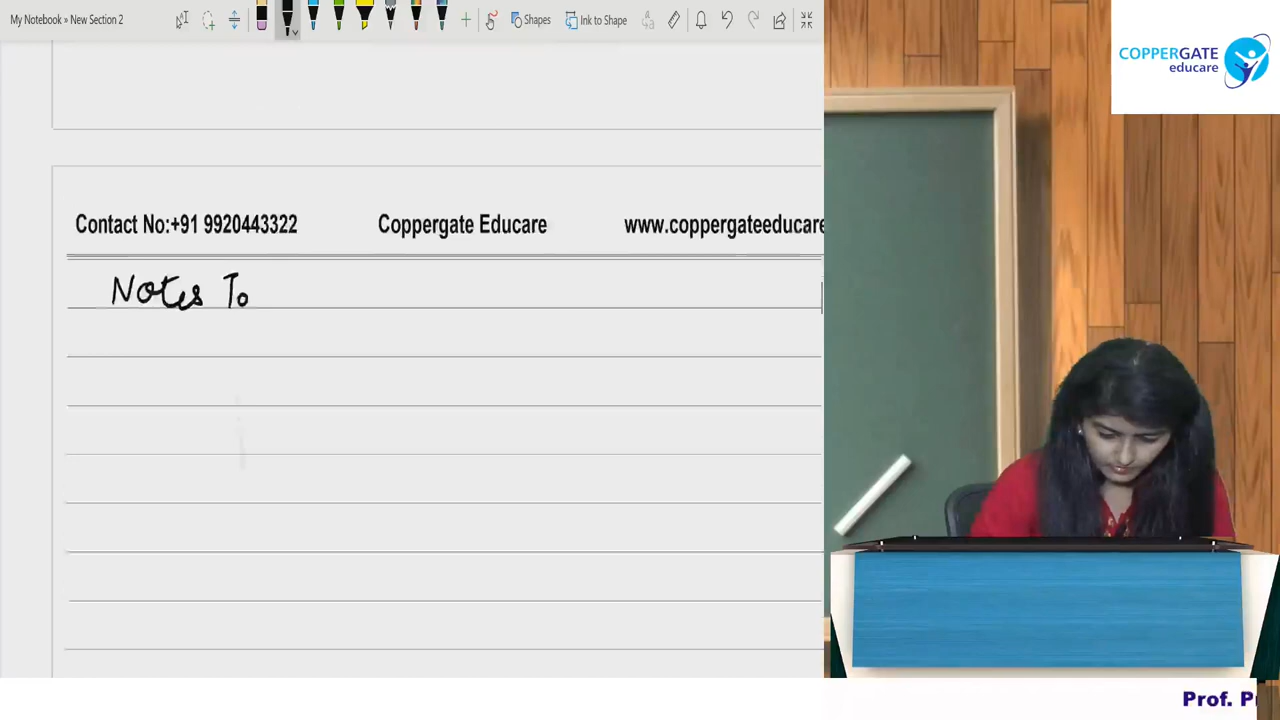 My Notebook » New Section 2
Shapes
Ink to Shape
COPPERGATE
educare
Contact No:+91 9920443322
Coppergate Educare
www.coppergateeducare
Notes To
Prof.